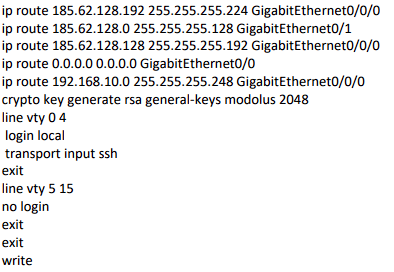 ip route 185.62.128.192 255.255.255.224 GigabitEthernet0/0/0
ip route 185.62.128.0 255.255.255.128 GigabitEthernet0/1
ip route 185.62.128.128 255.255.255.192 GigabitEthernet0/0/0
ip route 0.0.0.0 0.0.0.0 GigabitEthernet0/0
ip route 192.168.10.0 255.255.255.248 GigabitEthernet0/0/0
crypto key generate rsa general-keys modolus 2048
line vty 0 4
 login local
 transport input ssh
exit
line vty 5 15
no login
exit
exit
write